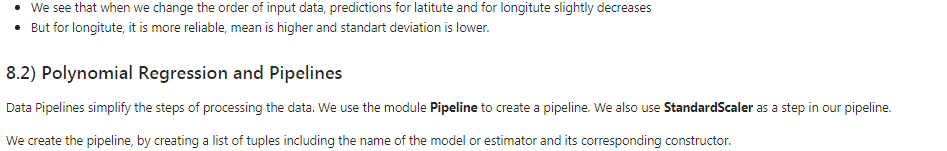 • We see that when we change the order of input data, predictions for latitute and for longitute slightly decreases
• But for longitute, it is more reliable, mean is higher and standart deviation is lower.
8.2) Polynomial Regression and Pipelines
Data Pipelines simplify the steps of processing the data. We use the module Pipeline to create a pipeline. We also use StandardScaler as a step in our pipeline.
We create the pipeline, by creating a list of tuples including the name of the model or estimator and its corresponding constructor.